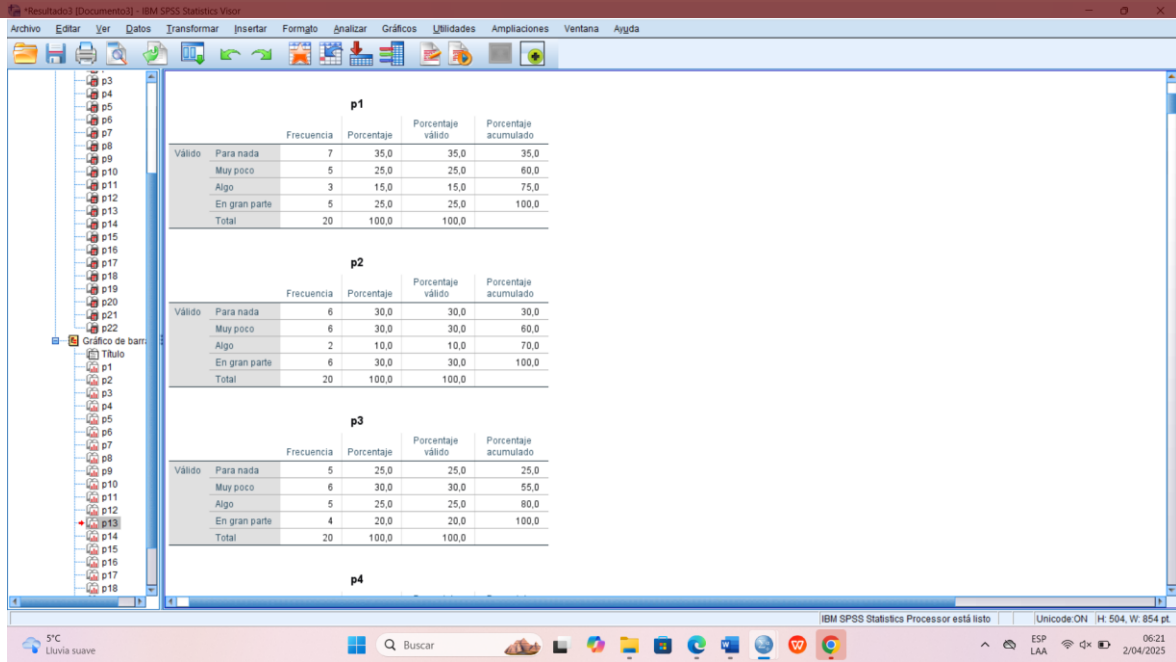 *Resultado3 [Documento3] - IBM SPSS Statistics Visor
Archivo Editar Ver Datos Transformar Insertar Formato Analizar Gráficos Utilidades Ampliaciones Ventana Ayuda
p3
p4
p5
p6
p7
p8
p9
p10
p11
p12
p13
p14
p15
p16
p17
p18
p19
p20
p21
p22
Gráfico de barra
Título
p1
p2
p3
p4
p5
p6
p7
p8
p9
p10
p11
p12
p13
p14
p15
p16
p17
p18
p1
Frecuencia Porcentaje Porcentaje válido Porcentaje acumulado
Válido Para nada 7 35,0 35,0 35,0
Muy poco 5 25,0 25,0 60,0
Algo 3 15,0 15,0 75,0
En gran parte 5 25,0 25,0 100,0
Total 20 100,0 100,0
p2
Frecuencia Porcentaje Porcentaje válido Porcentaje acumulado
Válido Para nada 6 30,0 30,0 30,0
Muy poco 6 30,0 30,0 60,0
Algo 2 10,0 10,0 70,0
En gran parte 6 30,0 30,0 100,0
Total 20 100,0 100,0
p3
Frecuencia Porcentaje Porcentaje válido Porcentaje acumulado
Válido Para nada 5 25,0 25,0 25,0
Muy poco 6 30,0 30,0 55,0
Algo 5 25,0 25,0 80,0
En gran parte 4 20,0 20,0 100,0
Total 20 100,0 100,0
p4
IBM SPSS Statistics Processor está listo Unicode:ON H: 504, W: 854 pt.
5°C
Lluvia suave
Buscar
ESP
LAA
06:21
2/04/2025